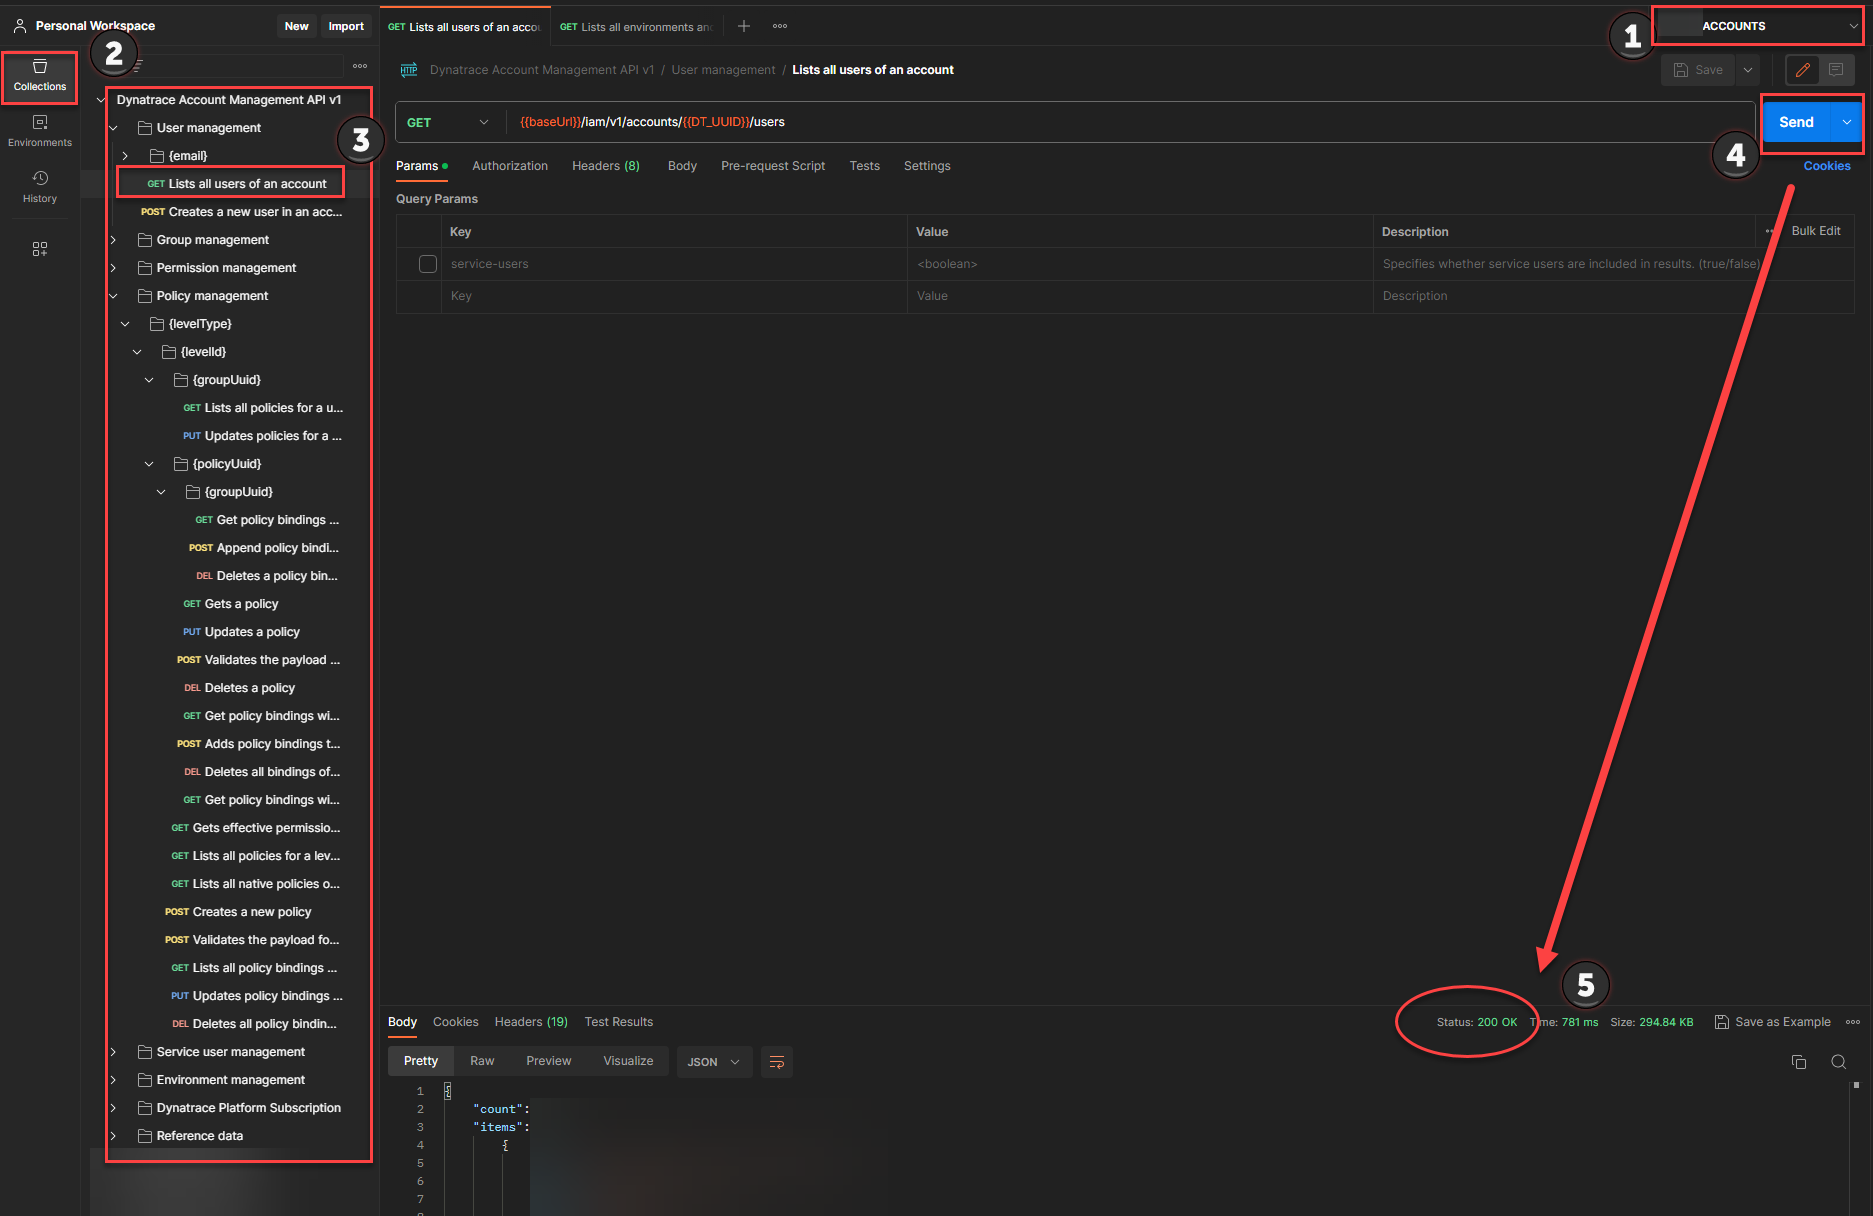 Personal Workspace
New
Import
GET Lists all users of an accou
GET Lists all environments and
ACCOUNTS
1
2
Collections
Environments
History
Dynatrace Account Management API v1
User management
{email}
GET Lists all users of an account
POST Creates a new user in an acc...
Group management
Permission management
Policy management
{levelType}
{levelId}
{groupUuid}
GET Lists all policies for a u...
PUT Updates policies for a ...
{policyUuid}
{groupUuid}
GET Get policy bindings ...
POST Append policy bindi...
DEL Deletes a policy bin...
GET Gets a policy
PUT Updates a policy
POST Validates the payload ...
DEL Deletes a policy
GET Get policy bindings wi...
POST Adds policy bindings t...
DEL Deletes all bindings of...
GET Get policy bindings wi...
GET Gets effective permissio...
GET Lists all policies for a lev...
GET Lists all native policies o...
POST Creates a new policy
POST Validates the payload fo...
GET Lists all policy bindings ...
PUT Updates policy bindings ...
DEL Deletes all policy bindin...
Service user management
Environment management
Dynatrace Platform Subscription
Reference data
3
HTTP
Dynatrace Account Management API v1 / User management / Lists all users of an account
Save
GET
{{baseUrl}}/iam/v1/accounts/{{DT_UUID}}/users
Send
4
Params
Authorization
Headers (8)
Body
Pre-request Script
Tests
Settings
Cookies
Query Params
Key
Value
Description
Bulk Edit
service-users
<boolean>
Specifies whether service users are included in results. (true/false)
Key
Value
Description
5
Body
Cookies
Headers (19)
Test Results
Status: 200 OK
Time: 781 ms
Size: 294.84 KB
Save as Example
Pretty
Raw
Preview
Visualize
JSON
1 {
2 "count":
3 "items":
4 {
5
6
7
8